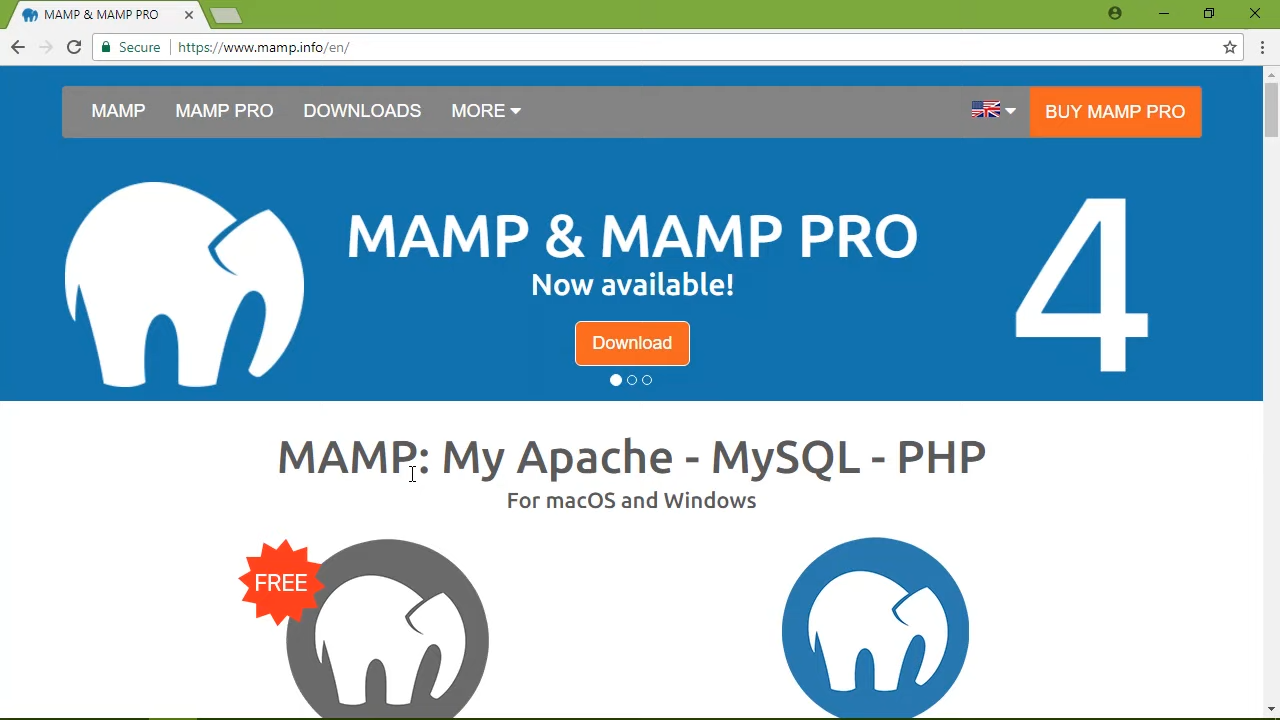 MAMP & MAMP PRO
Secure https://www.mamp.info/en/
MAMP MAMP PRO DOWNLOADS MORE BUY MAMP PRO
MAMP & MAMP PRO
Now available!
4
Download
MAMP: My Apache - MySQL - PHP
For macOS and Windows
FREE